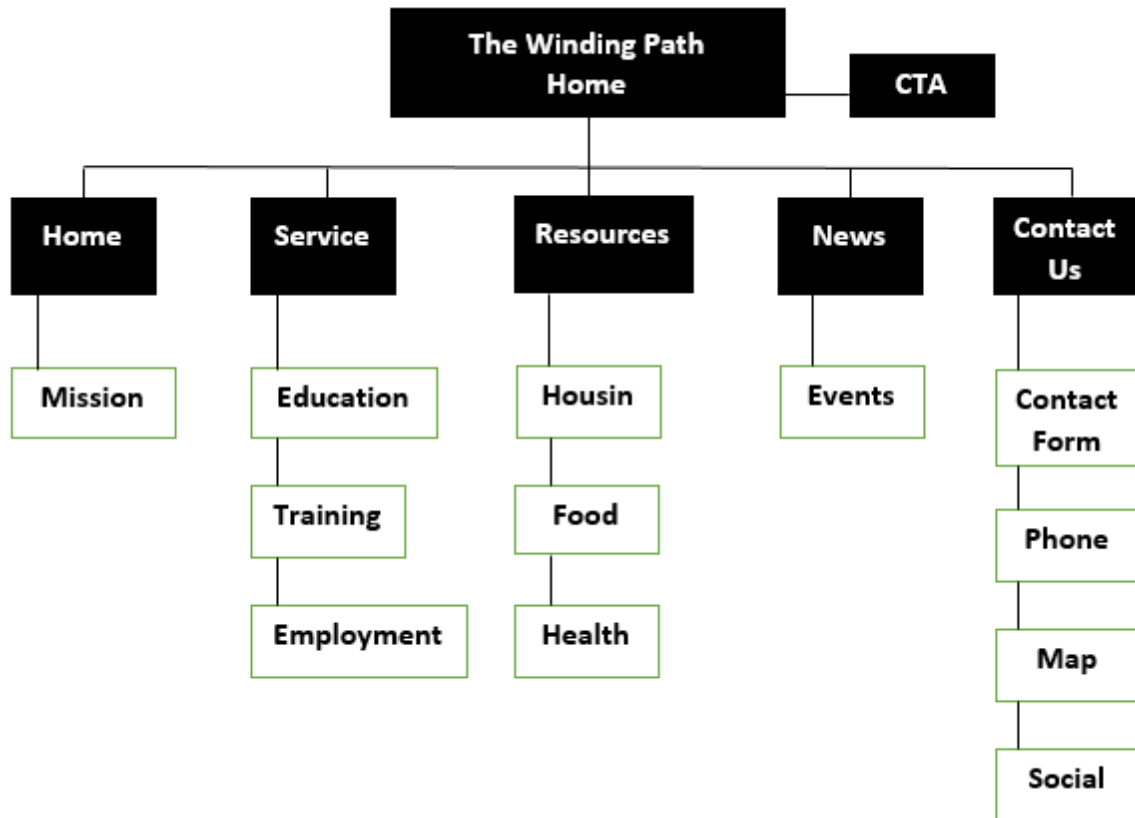 The Winding Path
Home
CTA
Home
Service
Resources
News
Contact
Us
Mission
Education
Housin
Events
Contact
Form
Training
Food
Phone
Employment
Health
Map
Social